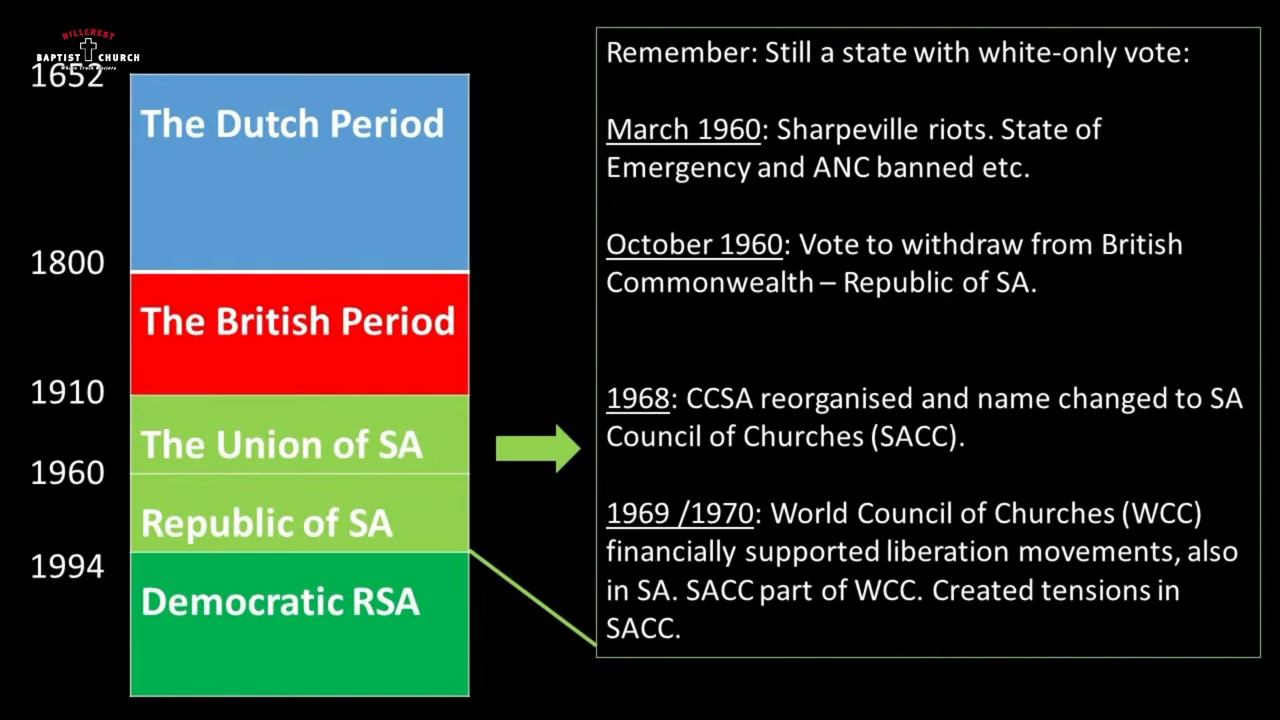 HILLCREST
BAPTIST CHURCH
1652
The Dutch Period
1800
The British Period
1910
The Union of SA
1960
Republic of SA
1994
Democratic RSA
Remember: Still a state with white-only vote:
March 1960: Sharpeville riots. State of
Emergency and ANC banned etc.
October 1960: Vote to withdraw from British
Commonwealth – Republic of SA.
1968: CCSA reorganised and name changed to SA
Council of Churches (SACC).
1969 /1970: World Council of Churches (WCC)
financially supported liberation movements, also
in SA. SACC part of WCC. Created tensions in
SACC.